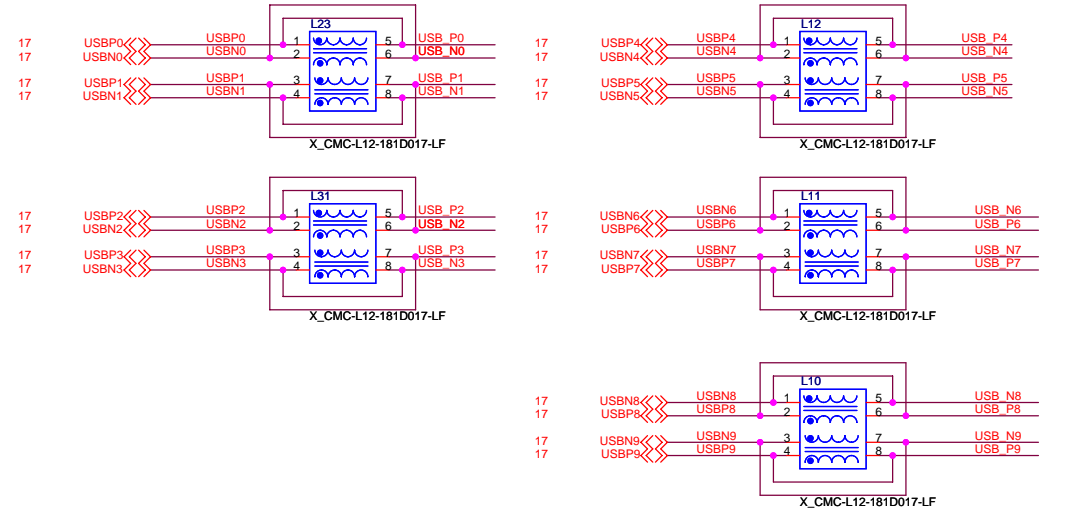 L23
17 USBP0 USBP0 1 5 USB_P0
17 USBN0 USBN0 2 6 USB_N0
17 USBP1 USBP1 3 7 USB_P1
17 USBN1 USBN1 4 8 USB_N1
X_CMC-L12-181D017-LF
L12
17 USBP4 USBP4 1 5 USB_P4
17 USBN4 USBN4 2 6 USB_N4
17 USBP5 USBP5 3 7 USB_P5
17 USBN5 USBN5 4 8 USB_N5
X_CMC-L12-181D017-LF
L31
17 USBP2 USBP2 1 5 USB_P2
17 USBN2 USBN2 2 6 USB_N2
17 USBP3 USBP3 3 7 USB_P3
17 USBN3 USBN3 4 8 USB_N3
X_CMC-L12-181D017-LF
L11
17 USBN6 USBN6 1 5 USB_N6
17 USBP6 USBP6 2 6 USB_P6
17 USBN7 USBN7 3 7 USB_N7
17 USBP7 USBP7 4 8 USB_P7
X_CMC-L12-181D017-LF
L10
17 USBN8 USBN8 1 5 USB_N8
17 USBP8 USBP8 2 6 USB_P8
17 USBN9 USBN9 3 7 USB_N9
17 USBP9 USBP9 4 8 USB_P9
X_CMC-L12-181D017-LF